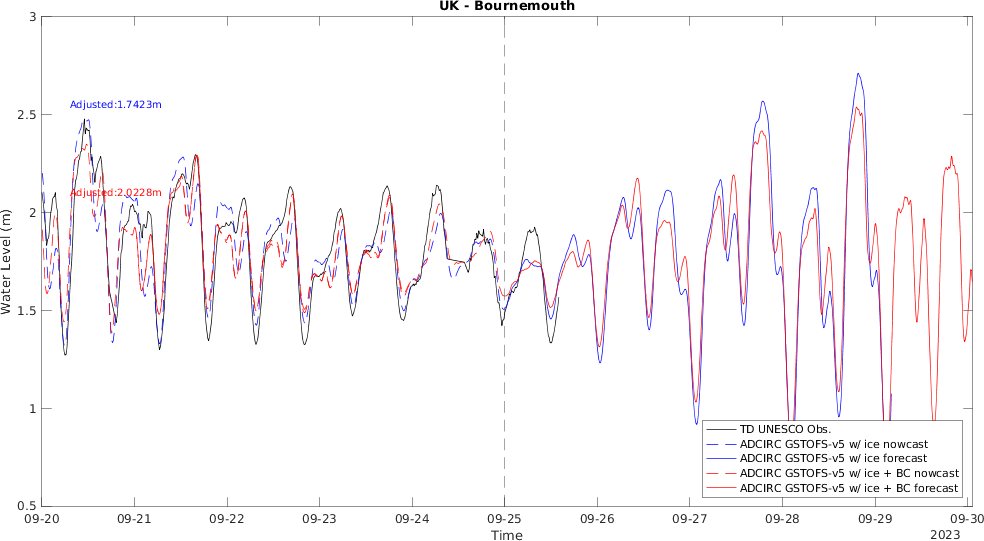 UK - Bournemouth
3
2.5
2
1.5
1
0.5
Water Level (m)
Adjusted:1.7423m
Adjusted:2.0228m
TD UNESCO Obs.
ADCIRC GSTOFS-v5 w/ ice nowcast
ADCIRC GSTOFS-v5 w/ ice forecast
ADCIRC GSTOFS-v5 w/ ice + BC nowcast
ADCIRC GSTOFS-v5 w/ ice + BC forecast
09-20 09-21 09-22 09-23 09-24 09-25 09-26 09-27 09-28 09-29 09-30
Time
2023